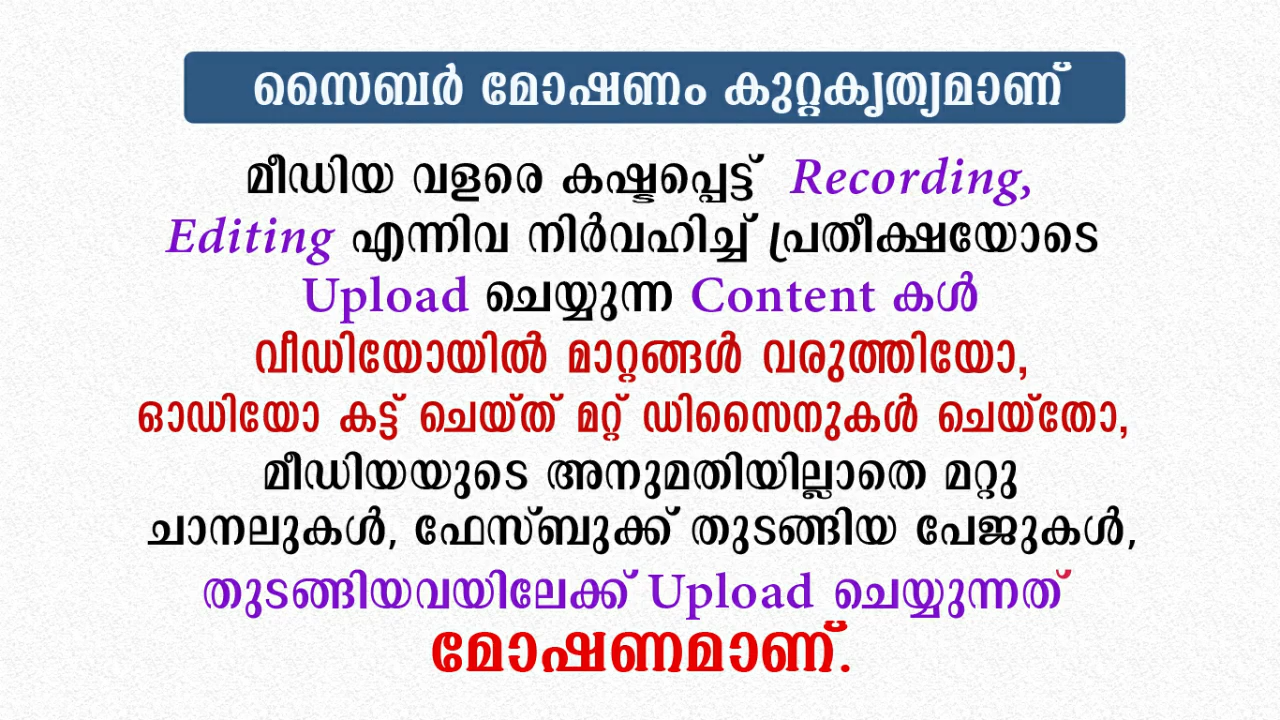 സൈബർ മോഷണം കുറ്റകൃത്യമാണ്
മീഡിയ വളരെ കഷ്ടപ്പെട്ട് Recording,
Editing എന്നിവ നിർവഹിച്ച് പ്രതീക്ഷയോടെ
Upload ചെയ്യുന്ന Content കൾ
വീഡിയോയിൽ മാറ്റങ്ങൾ വരുത്തിയോ,
ഓഡിയോ കട്ട് ചെയ്ത് മറ്റ് ഡിസൈനുകൾ ചെയ്തോ,
മീഡിയയുടെ അനുമതിയില്ലാതെ മറ്റു
ചാനലുകൾ, ഫേസ്ബുക്ക് തുടങ്ങിയ പേജുകൾ,
തുടങ്ങിയവയിലേക്ക് Upload ചെയ്യുന്നത്
മോഷണമാണ്.